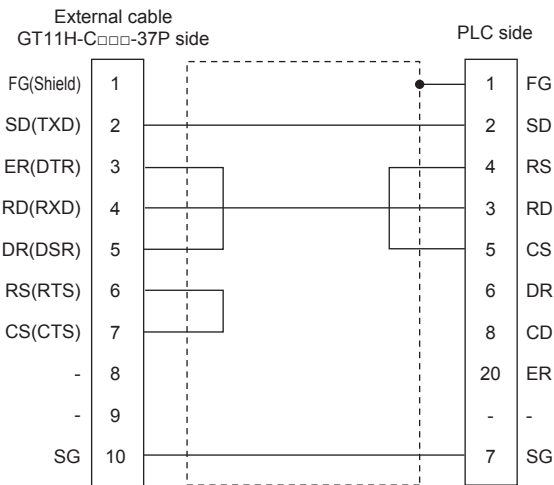 External cable
GT11H-C□□□-37P side
PLC side
FG(Shield) 1 1 FG
SD(TXD) 2 2 SD
ER(DTR) 3 4 RS
RD(RXD) 4 3 RD
DR(DSR) 5 5 CS
RS(RTS) 6 6 DR
CS(CTS) 7 8 CD
- 8 20 ER
- 9 - -
SG 10 7 SG